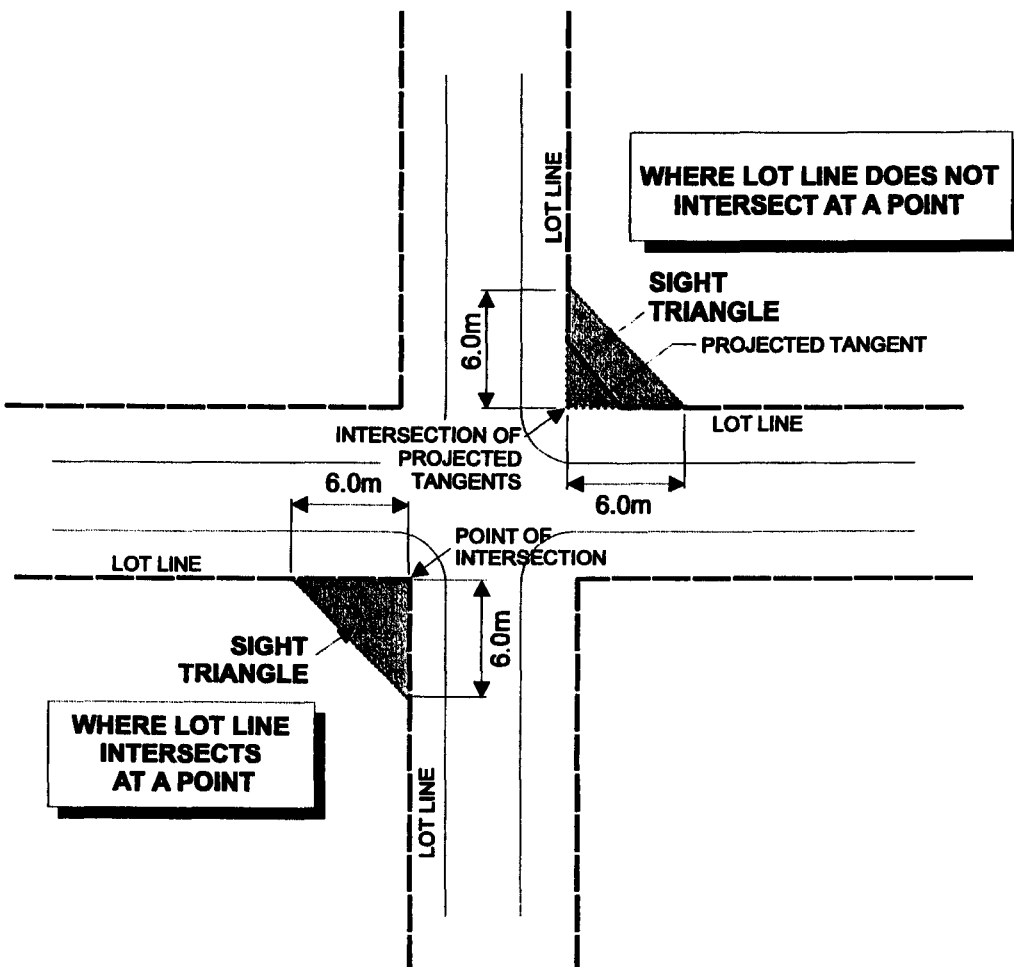 LOT LINE
WHERE LOT LINE DOES NOT
INTERSECT AT A POINT
SIGHT
TRIANGLE
6.0m
PROJECTED TANGENT
LOT LINE
INTERSECTION OF
PROJECTED
TANGENTS
6.0m
6.0m
POINT OF
INTERSECTION
LOT LINE
6.0m
SIGHT
TRIANGLE
WHERE LOT LINE
INTERSECTS
AT A POINT
LOT LINE